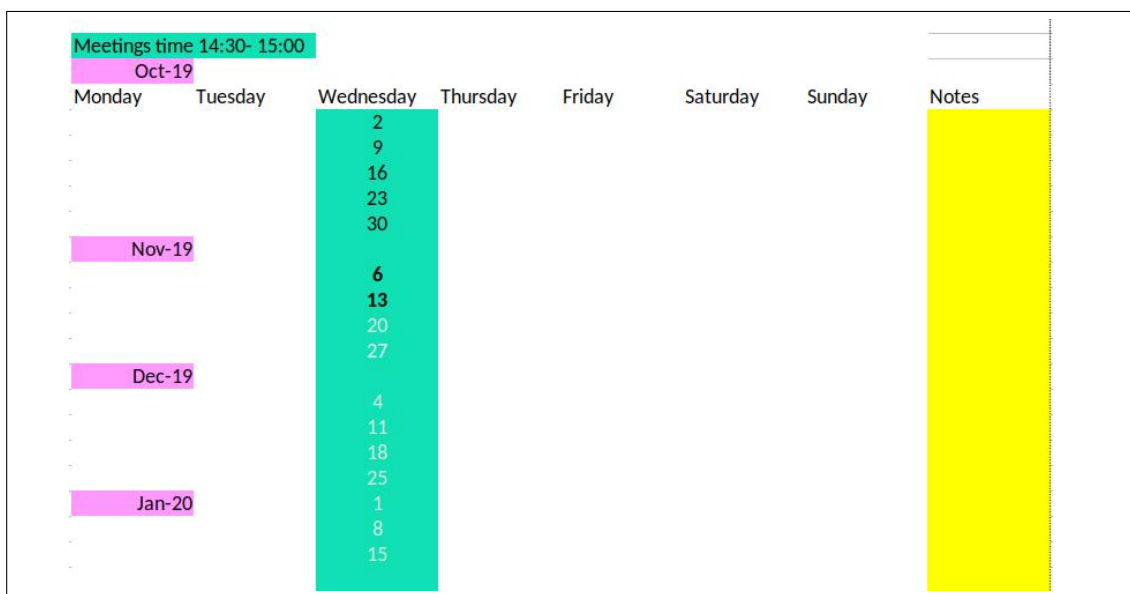 Meetings time 14:30- 15:00
Oct-19
Monday Tuesday Wednesday Thursday Friday Saturday Sunday Notes
2
9
16
23
30
Nov-19
6
13
20
27
Dec-19
4
11
18
25
Jan-20 1
8
15